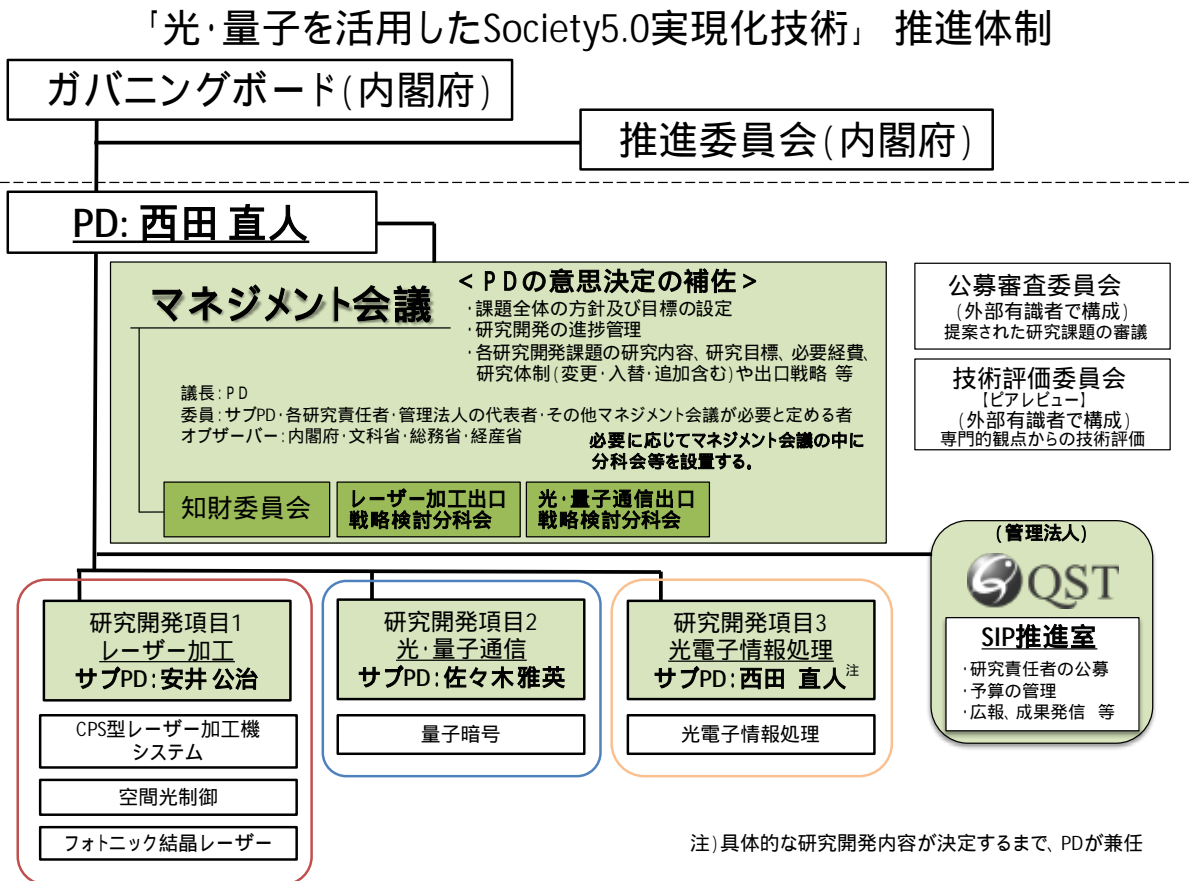 「光・量子を活用したSociety5.0実現化技術」 推進体制
ガバニングボード(内閣府)
推進委員会(内閣府)
PD: 西田 直人
マネジメント会議
<PDの意思決定の補佐>
・課題全体の方針及び目標の設定
・研究開発の進捗管理
・各研究開発課題の研究内容、研究目標、必要経費、
研究体制(変更・入替・追加含む)や出口戦略 等
議長:PD
委員:サブPD・各研究責任者・管理法人の代表者・その他マネジメント会議が必要と定める者
オブザーバー:内閣府・文科省・総務省・経産省
必要に応じてマネジメント会議の中に
分科会等を設置する。
知財委員会
レーザー加工出口
戦略検討分科会
光・量子通信出口
戦略検討分科会
公募審査委員会
(外部有識者で構成)
提案された研究課題の審議
技術評価委員会
【ピアレビュー】
(外部有識者で構成)
専門的観点からの技術評価
(管理法人)
QST
SIP推進室
・研究責任者の公募
・予算の管理
・広報、成果発信 等
研究開発項目1
レーザー加工
サブPD:安井 公治
CPS型レーザー加工機
システム
空間光制御
フォトニック結晶レーザー
研究開発項目2
光・量子通信
サブPD:佐々木 雅英
量子暗号
研究開発項目3
光電子情報処理
サブPD:西田 直人注
光電子情報処理
注)具体的な研究開発内容が決定するまで、PDが兼任